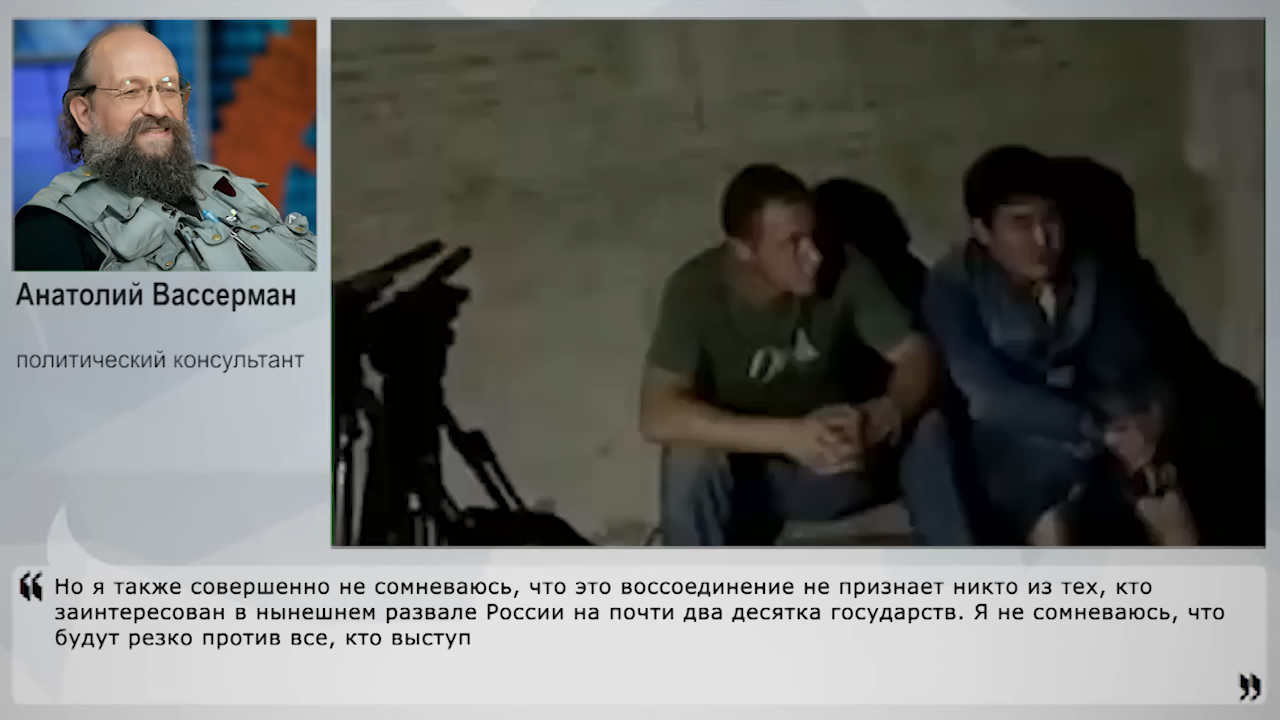 Анатолий Вассерман
политический консультант
“ Но я также совершенно не сомневаюсь, что это воссоединение не признает никто из тех, кто
заинтересован в нынешнем развале России на почти два десятка государств. Я не сомневаюсь, что
будут резко против все, кто выступ
”